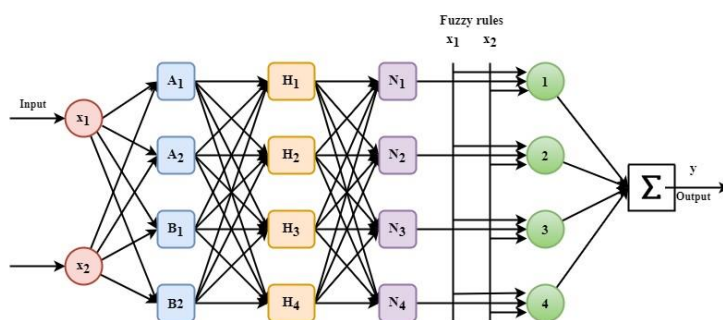 Fuzzy rules
x1 x2
Input
x1
x2
A1
A2
B1
B2
H1
H2
H3
H4
N1
N2
N3
N4
1
2
3
4
Σ
y
Output